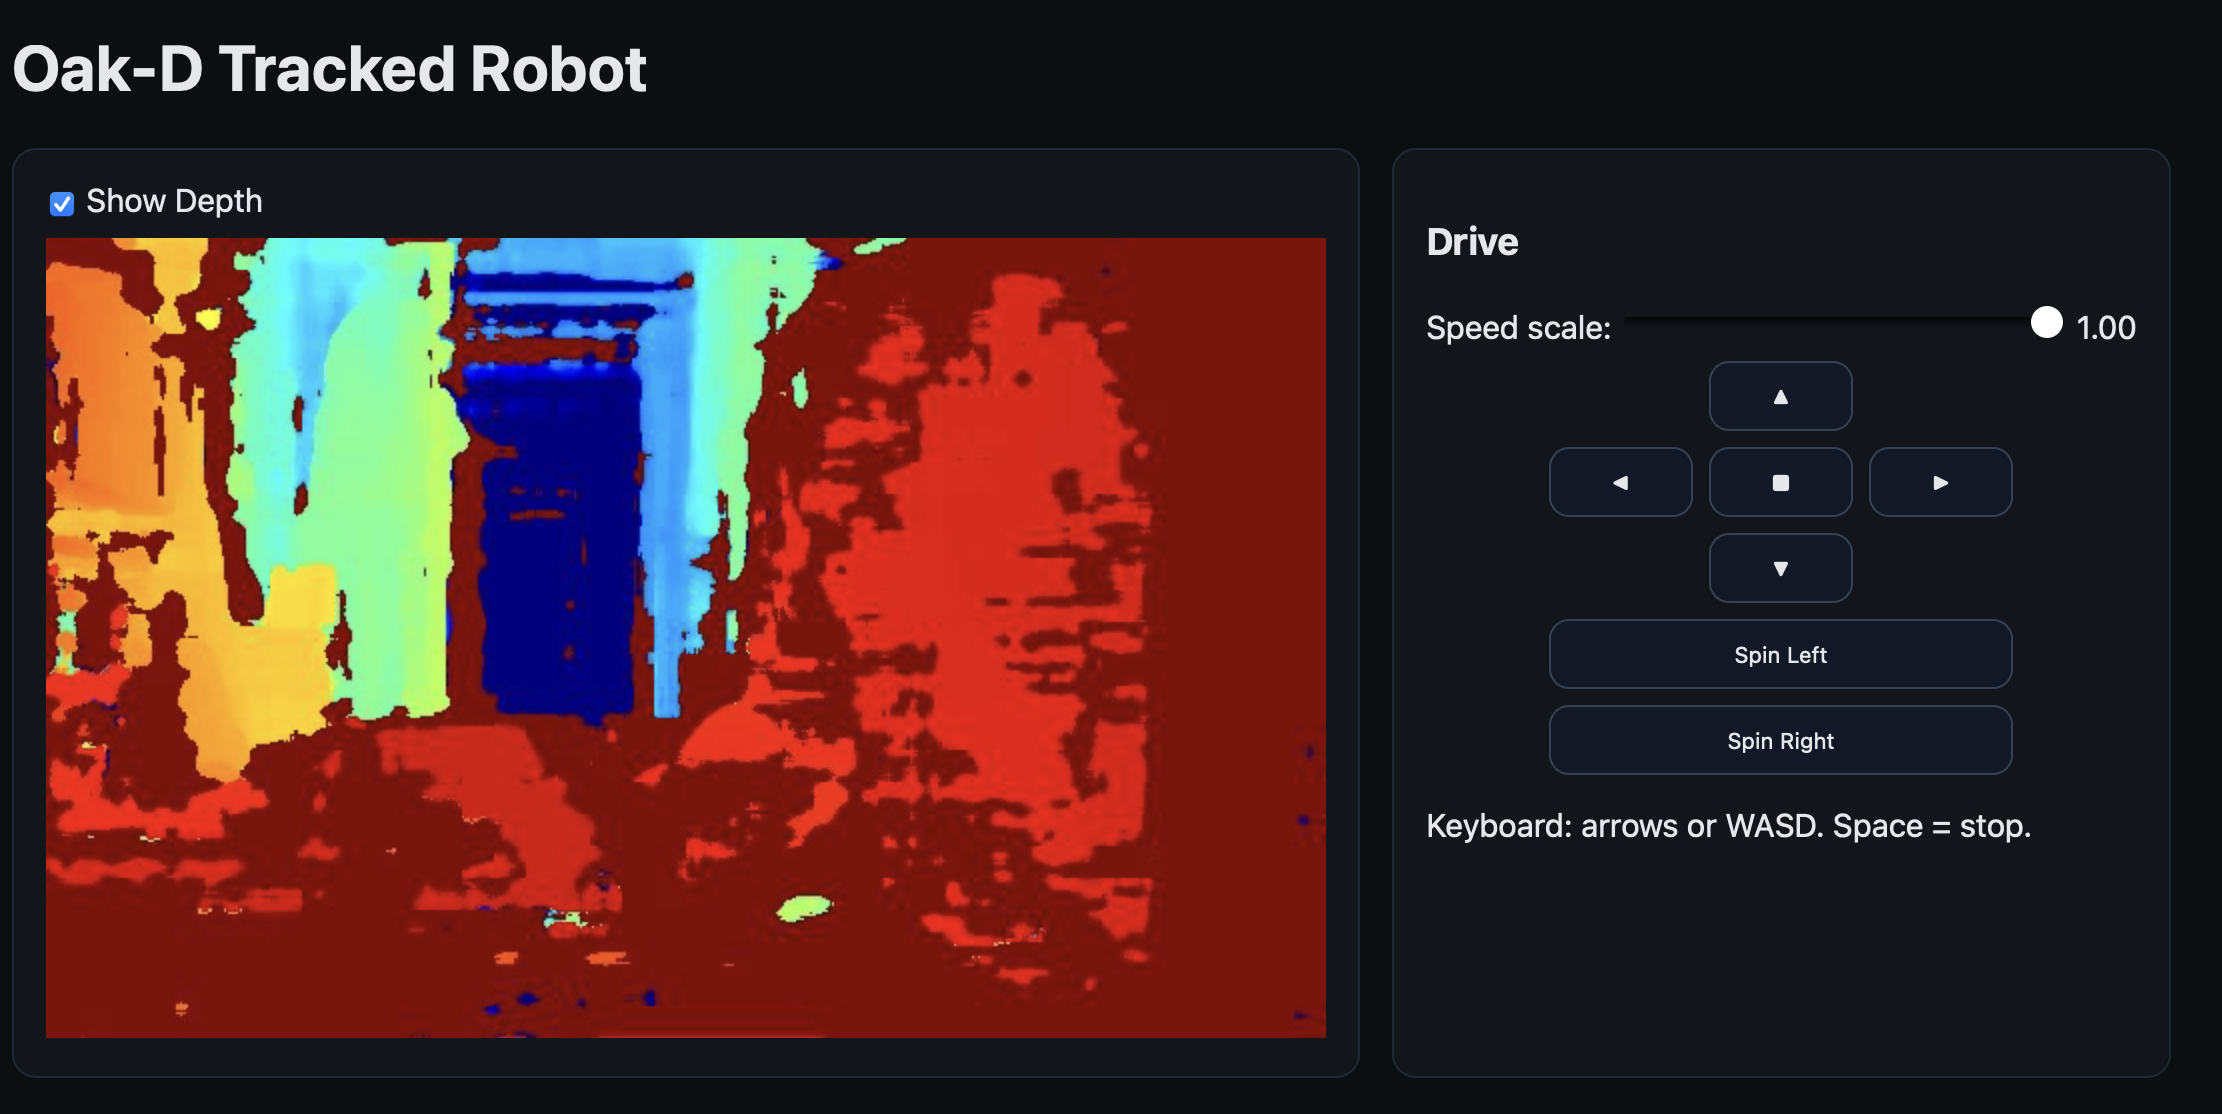 Oak-D Tracked Robot
Show Depth
Drive
Speed scale: 1.00
Spin Left
Spin Right
Keyboard: arrows or WASD. Space = stop.